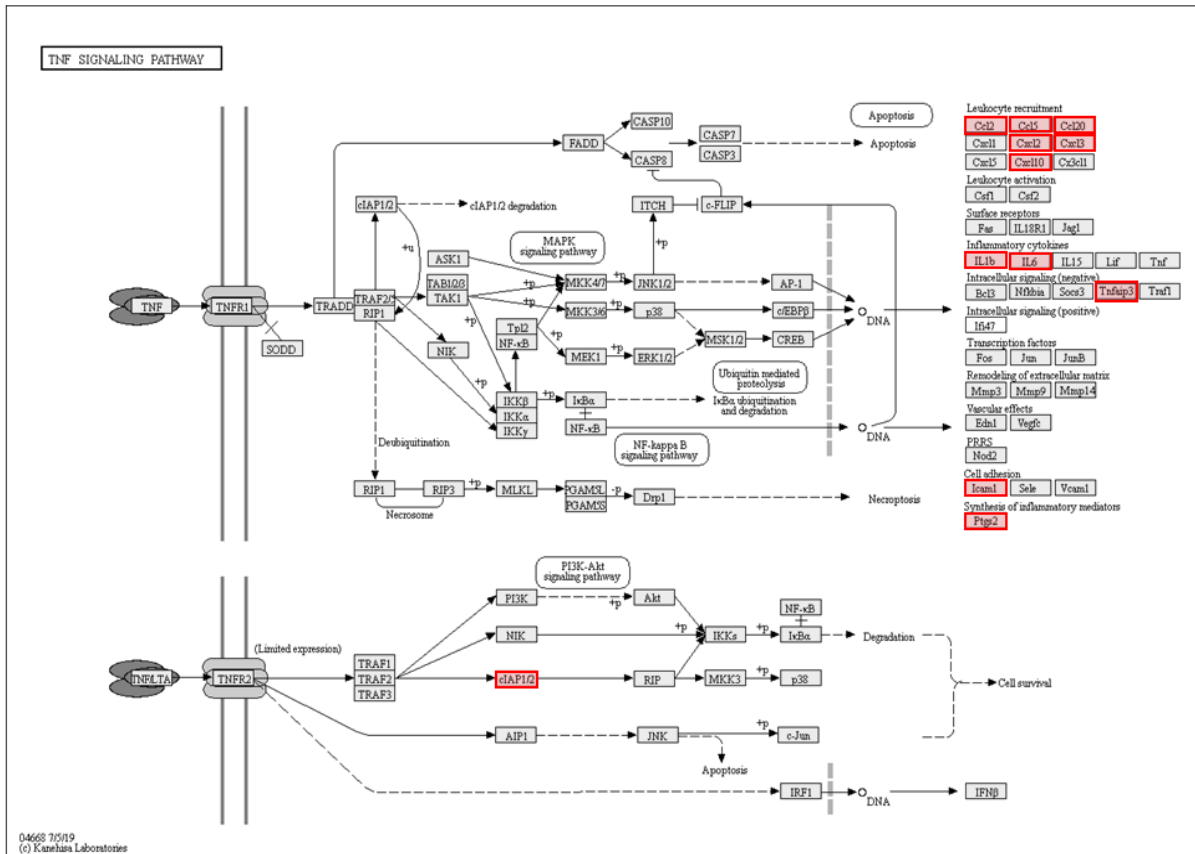 TNF SIGNALING PATHWAY
Leukocyte recruitment
Apoptosis
Ccl2 Ccl5 Ccl20
CASP10
CASP7
FADD
Apoptosis
Cxcl1 Cxcl2 Cxcl3
CASP3
CASP8
Cxcl5 Cxcl10 Cx3cl1
Leukocyte activation
Csf1 Csf2
cIAP1/2
cIAP1/2 degradation
ITCH
c-FLIP
Surface receptors
Fas IL18R1 Jag1
+u
MAPK
signaling pathway
+p
Inflammatory cytokines
ASK1
IL1b IL6 IL15 Lif Tnf
TAB1/2/3
TAK1
+p
MKK4/7
+p
JNK1/2
AP-1
Intracellular signaling (negative)
Bcl3 Nfkbia Socs3 Tnfaip3 Traf1
TNF
TNFR1
TRADD
TRAF2/5
RIP1
+p
MKK3/6
+p
p38
c/EBPβ
DNA
Intracellular signaling (positive)
Ifi47
Tpl2
NF-κB
+p
MSK1/2
CREB
SODD
NIK
MEK1
+p
ERK1/2
Transcription factors
Fos Jun JunB
+p
Ubiquitin mediated
proteolysis
Remodeling of extracellular matrix
Mmp3 Mmp9 Mmp14
IKKβ
IKKα
IKKγ
+p
IκBα
IκBα ubiquitination
and degradation
Vascular effects
Edn1 Vegfc
NF-κB
DNA
Deubiquitination
NF-kappa B
signaling pathway
PRRS
Nod2
Cell adhesion
Icam1 Sele Vcam1
RIP1
RIP3
+p
MLKL
PGAM5L
PGAM5S
-p
Drp1
Necroptosis
Necrosome
Synthesis of inflammatory mediators
Ptgs2
PI3K-Akt
signaling pathway
PI3K
+p
Akt
NF-κB
(Limited expression)
NIK
+p
IKKs
+p
IκBα
Degradation
TRAF1
TRAF2
TRAF3
TNF/LTA
TNFR2
cIAP1/2
RIP
MKK3
+p
p38
Cell survival
AIP1
JNK
+p
c-Jun
Apoptosis
IRF1
DNA
IFNβ
04668 7/5/19
(c) Kanehisa Laboratories